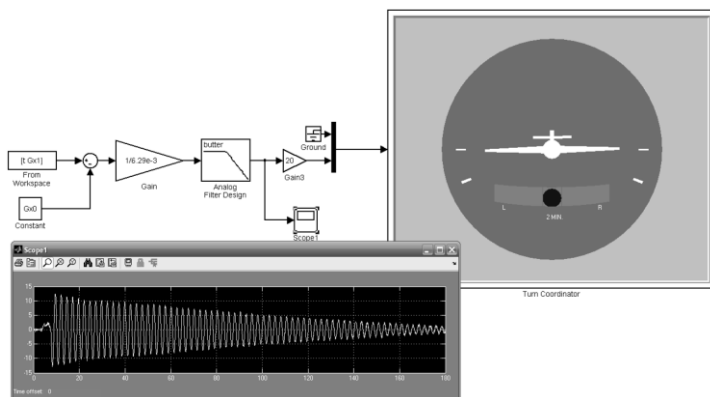 [t Gx1]
From
Workspace
Gx0
Constant
1/6.29e-3
Gain
butter
Analog
Filter Design
20
Gain3
Ground
Scope1
L
R
2 MIN.
Turn Coordinator
Scope1
15
10
5
0
-5
-10
-15
0
20
40
60
80
100
120
140
160
180
Time offset: 0